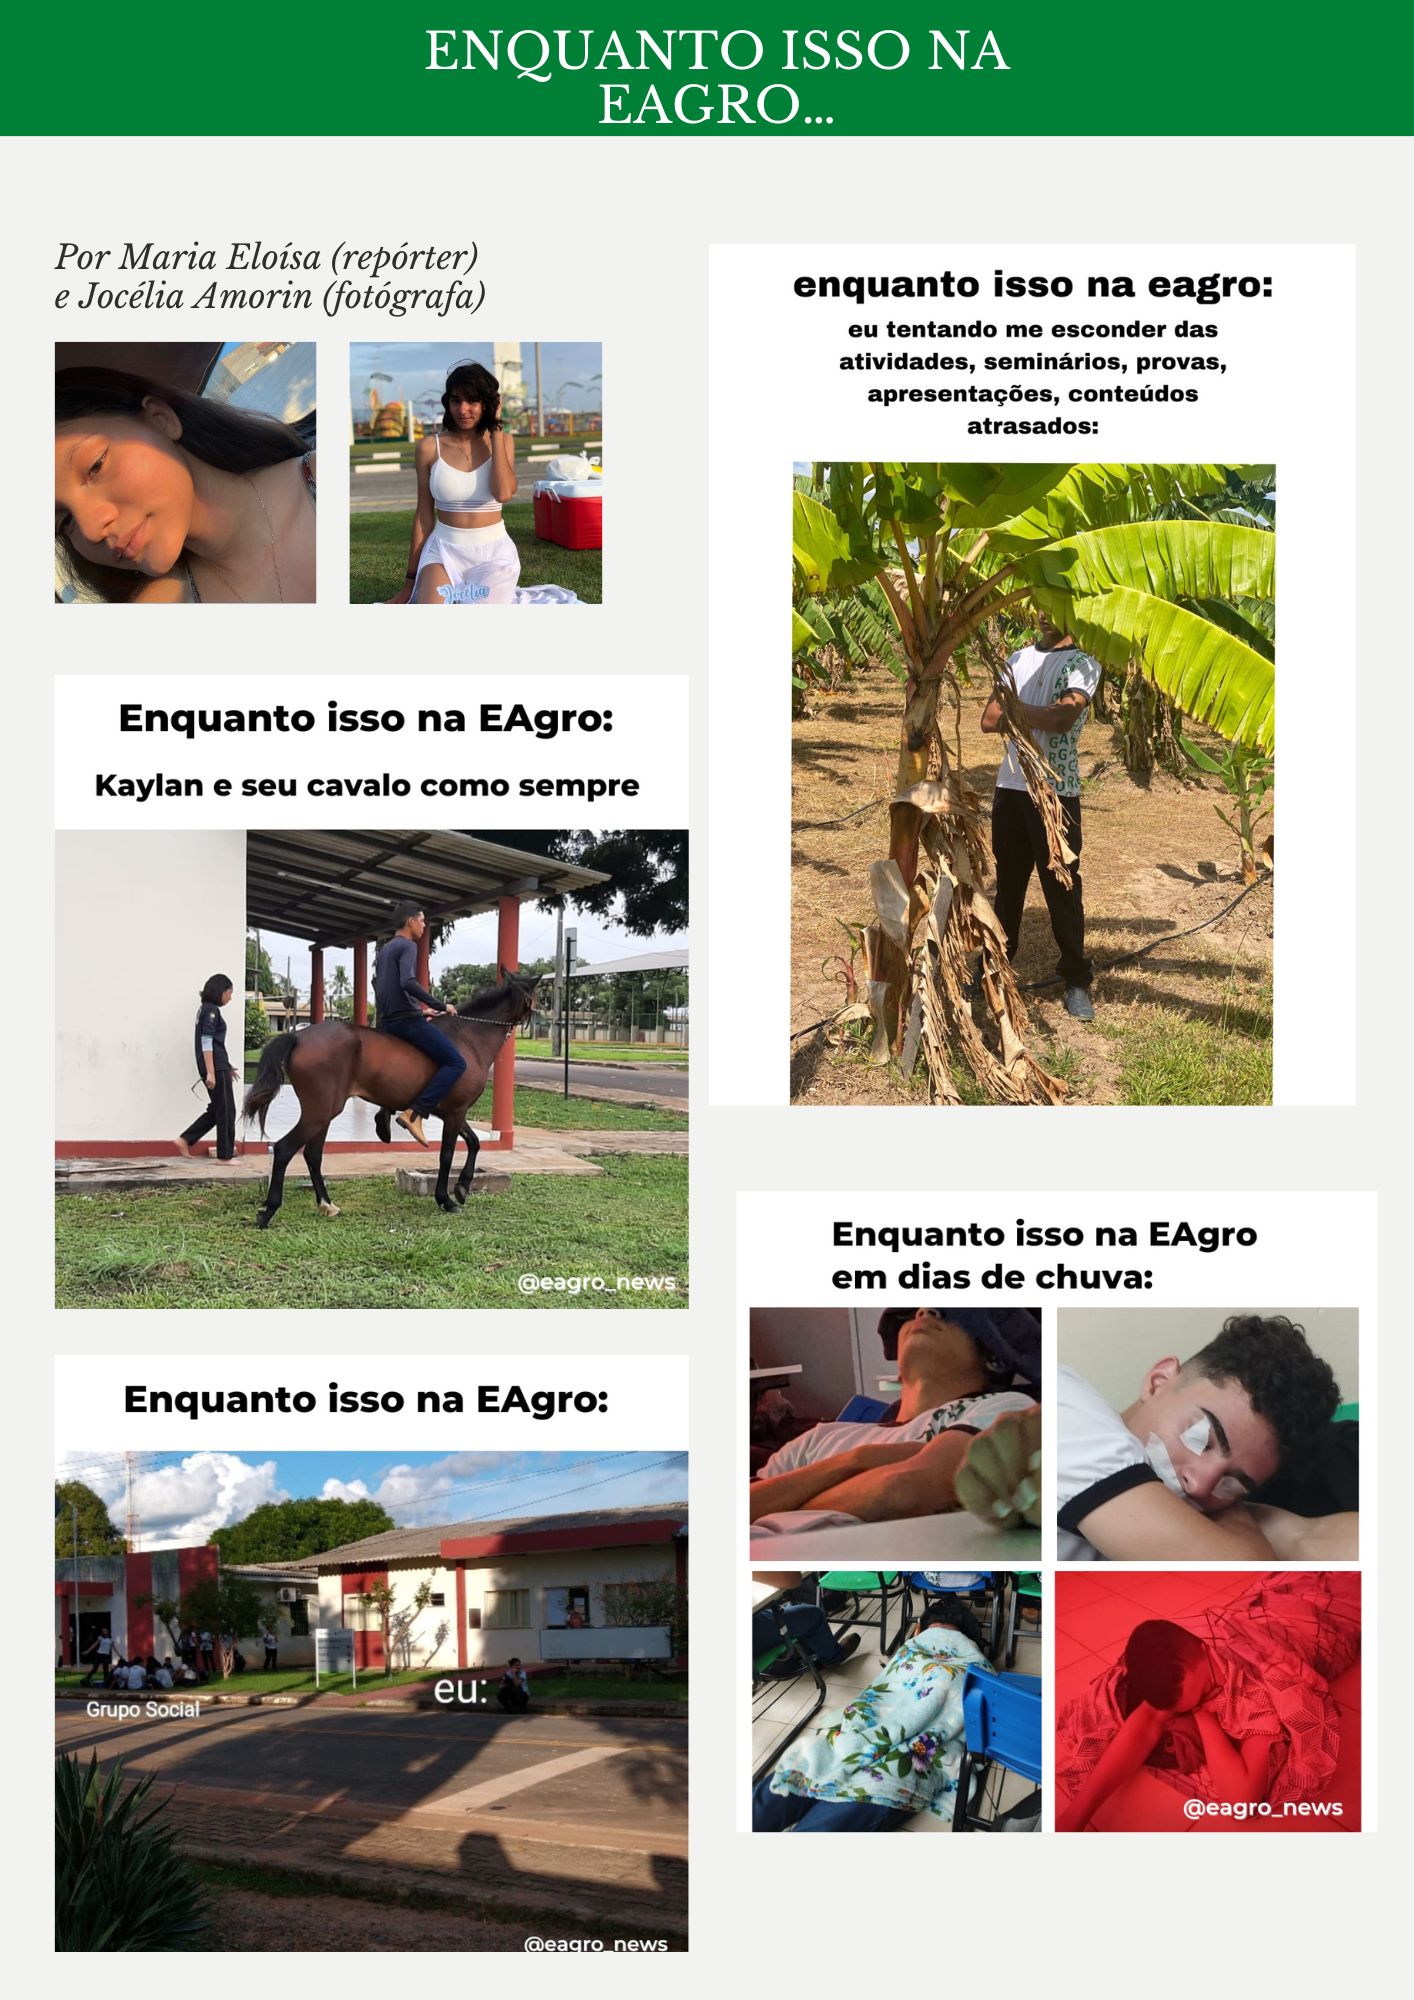 ENQUANTO ISSO NA
EAGRO...
Por Maria Eloísa (repórter)
e Jocélia Amorin (fotógrafa)
Jocélia
enquanto isso na eagro:
eu tentando me esconder das
atividades, seminários, provas,
apresentações, conteúdos
atrasados:
Enquanto isso na EAgro:
Kaylan e seu cavalo como sempre
@eagro_news
Enquanto isso na EAgro
em dias de chuva:
@eagro_news
Enquanto isso na EAgro:
eu:
Grupo Social
@eagro_news